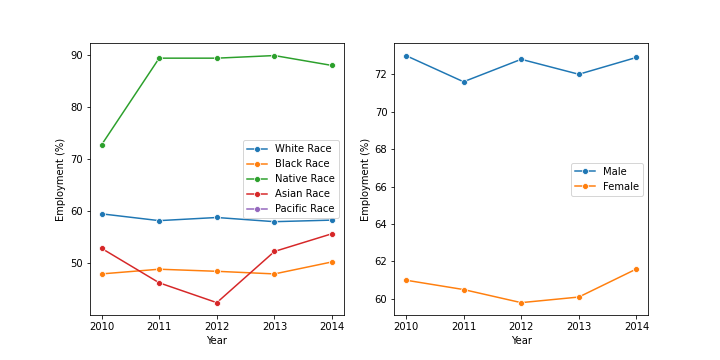 Employment (%)
90
80
70
60
50
2010 2011 2012 2013 2014
Year
White Race
Black Race
Native Race
Asian Race
Pacific Race
Employment (%)
72
70
68
66
64
62
60
2010 2011 2012 2013 2014
Year
Male
Female